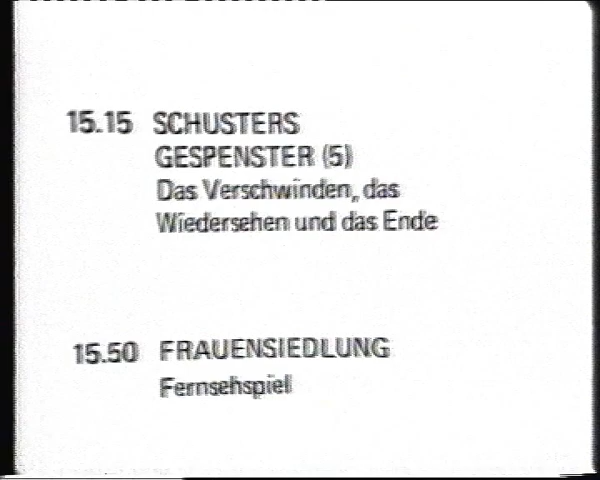 15.15 SCHUSTERS
GESPENSTER (5)
Das Verschwinden, das
Wiedersehen und das Ende
15.50 FRAUENSIEDLUNG
Fernsehspiel